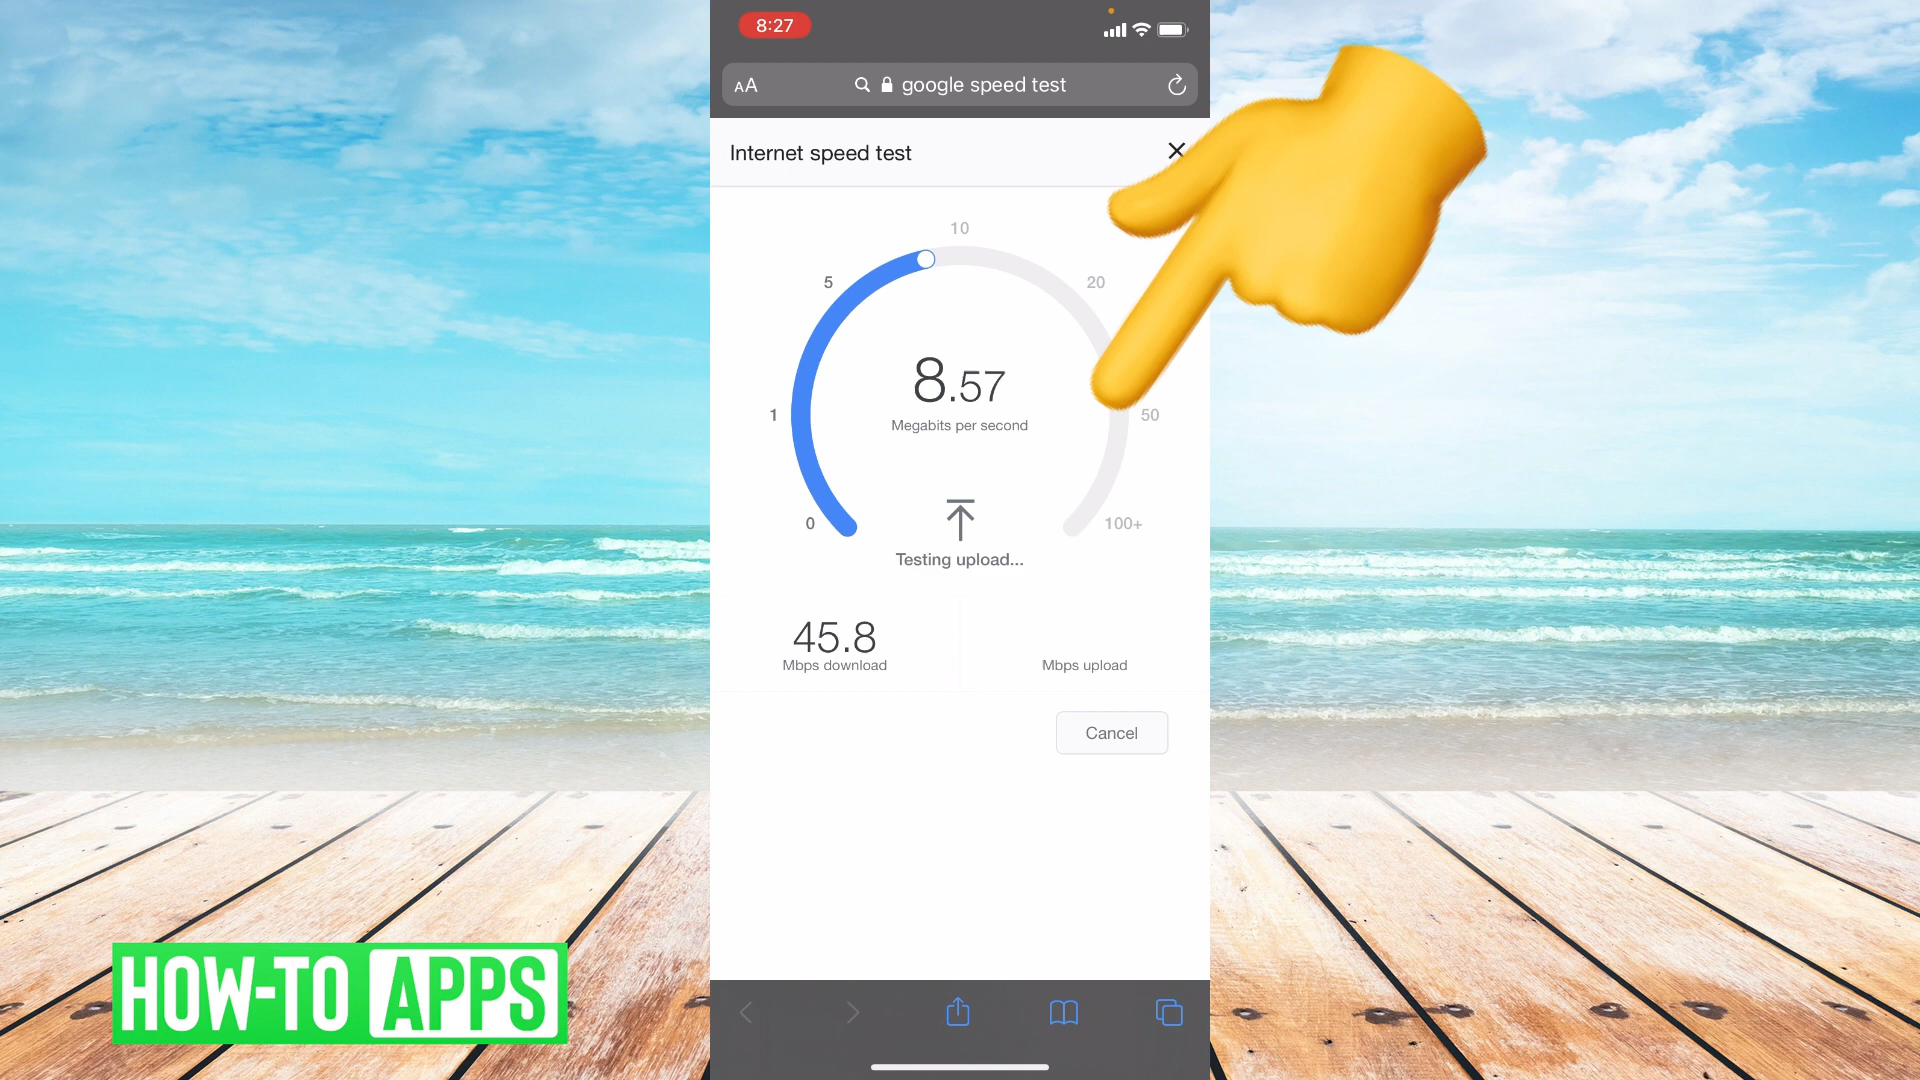 8:27
AA google speed test
Internet speed test
10
5
20
8.57
Megabits per second
1
50
0
100+
Testing upload...
45.8
Mbps download
Mbps upload
Cancel
HOW-TO APPS